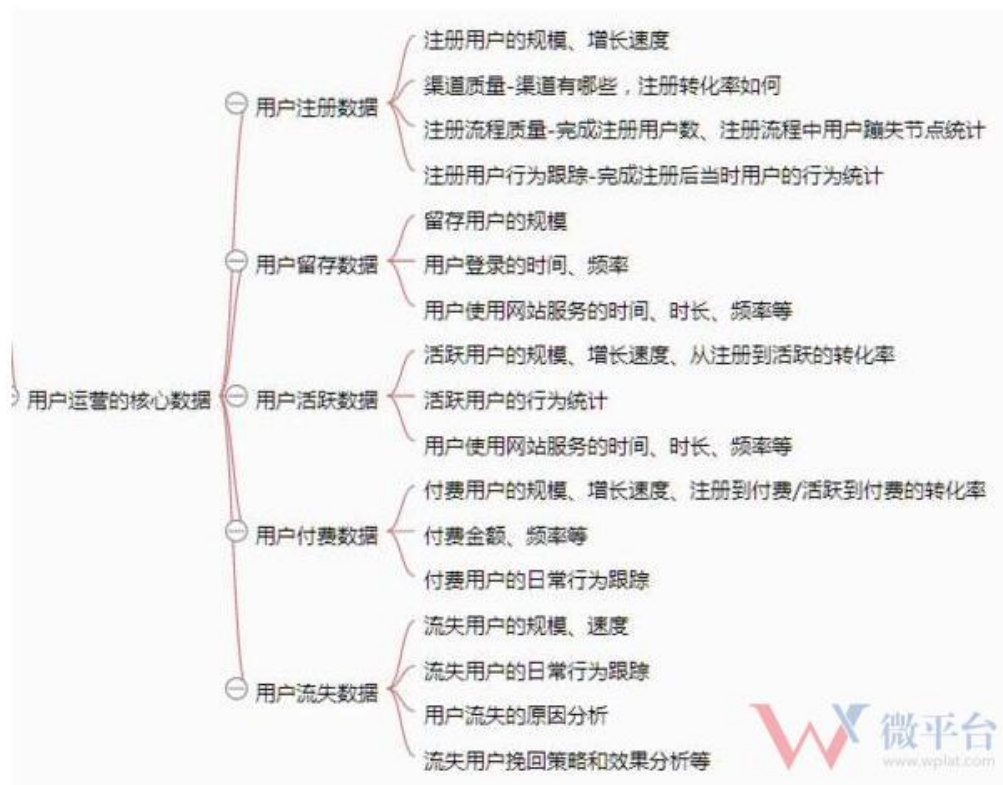 用户运营的核心数据
用户注册数据
注册用户的规模、增长速度
渠道质量-渠道有哪些，注册转化率如何
注册流程质量-完成注册用户数、注册流程中用户蹦失节点统计
注册用户行为跟踪-完成注册后当时用户的行为统计
用户留存数据
留存用户的规模
用户登录的时间、频率
用户使用网站服务的时间、时长、频率等
用户活跃数据
活跃用户的规模、增长速度、从注册到活跃的转化率
活跃用户的行为统计
用户使用网站服务的时间、时长、频率等
用户付费数据
付费用户的规模、增长速度、注册到付费/活跃到付费的转化率
付费金额、频率等
付费用户的日常行为跟踪
用户流失数据
流失用户的规模、速度
流失用户的日常行为跟踪
用户流失的原因分析
流失用户挽回策略和效果分析等
微平台
www.wplat.com